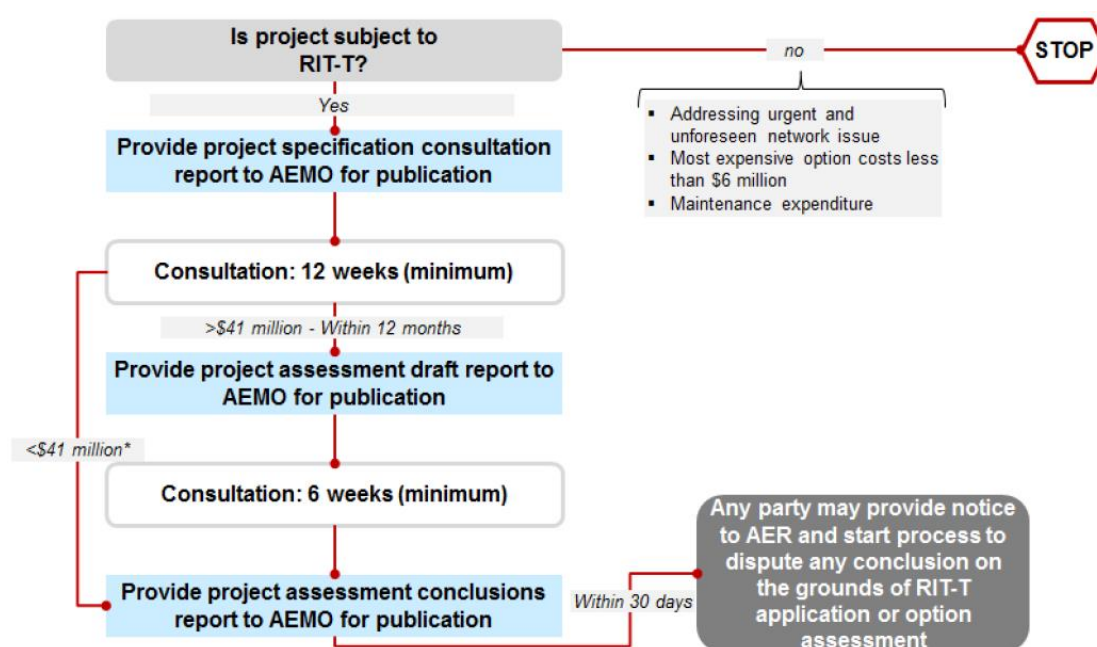 Is project subject to
RIT-T?
no
STOP
Yes
▪ Addressing urgent and
unforeseen network issue
▪ Most expensive option costs less
than $6 million
▪ Maintenance expenditure
Provide project specification consultation
report to AEMO for publication
Consultation: 12 weeks (minimum)
>$41 million - Within 12 months
Provide project assessment draft report to
AEMO for publication
<$41 million*
Consultation: 6 weeks (minimum)
Provide project assessment conclusions
report to AEMO for publication
Within 30 days
Any party may provide notice
to AER and start process to
dispute any conclusion on
the grounds of RIT-T
application or option
assessment